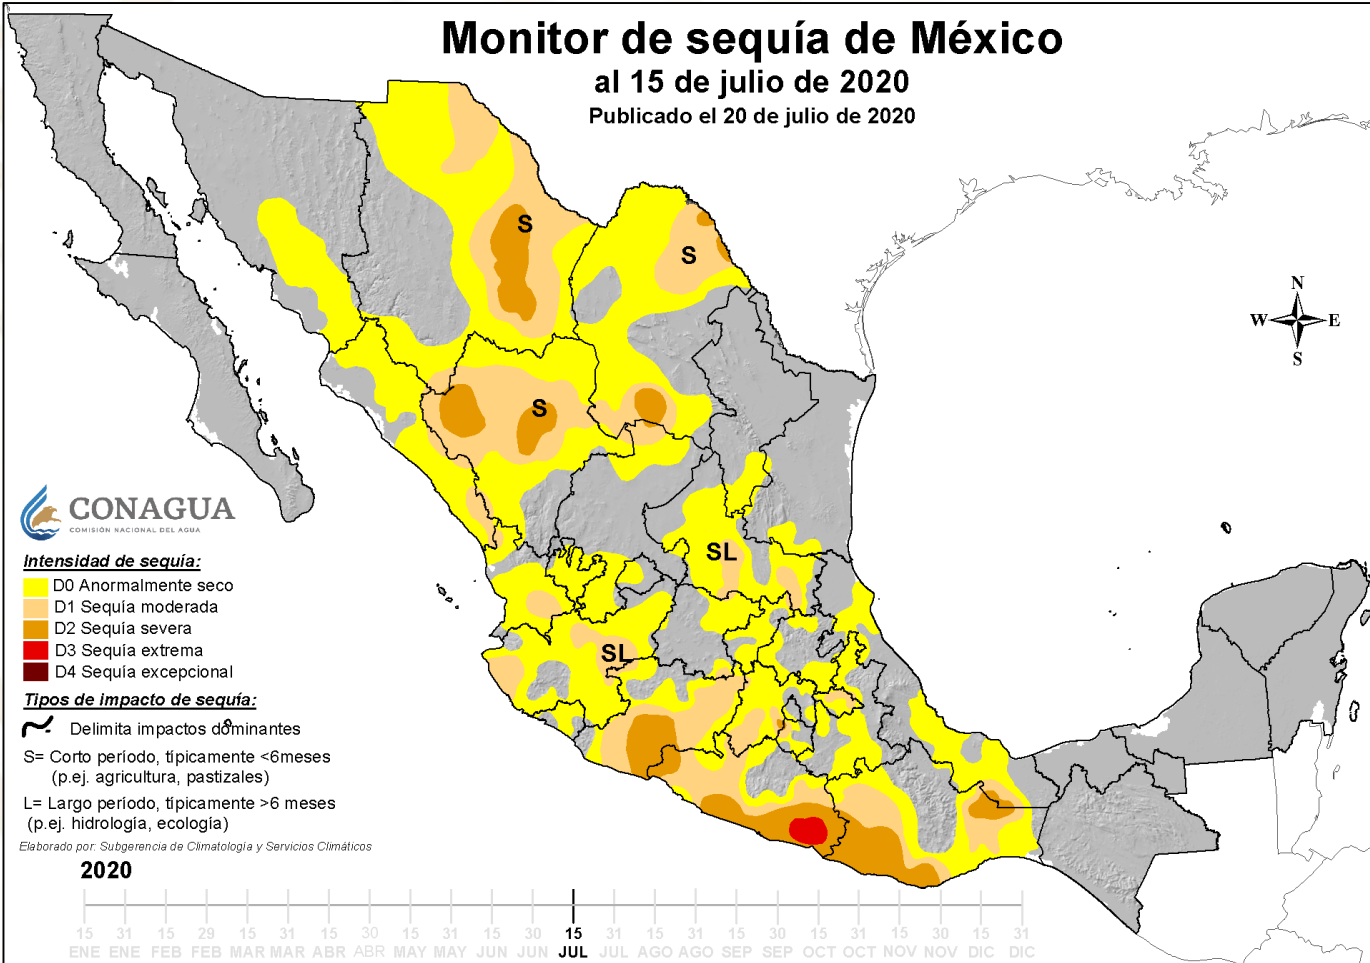 Monitor de sequía de México
al 15 de julio de 2020
Publicado el 20 de julio de 2020
S
S
N
W E
S
S
SL
SL
CONAGUA
COMISIÓN NACIONAL DEL AGUA
Intensidad de sequía:
D0 Anormalmente seco
D1 Sequía moderada
D2 Sequía severa
D3 Sequía extrema
D4 Sequía excepcional
Tipos de impacto de sequía:
Delimita impactos dominantes
S= Corto período, típicamente <6meses
(p.ej. agricultura, pastizales)
L= Largo período, típicamente >6 meses
(p.ej. hidrología, ecología)
Elaborado por: Subgerencia de Climatología y Servicios Climáticos
2020
15 31 15 29 15 31 15 30 15 31 15 30 15 31 15 31 15 30 15 31 15 30 15 31
ENE ENE FEB FEB MAR MAR ABR ABR MAY MAY JUN JUN JUL JUL AGO AGO SEP SEP OCT OCT NOV NOV DIC DIC